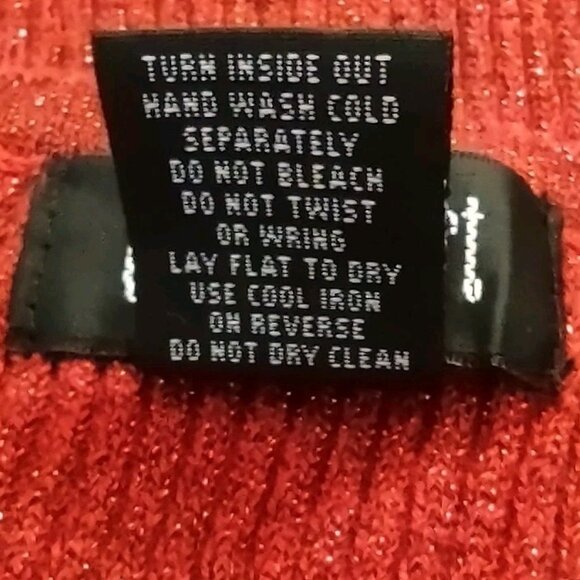 TURN INSIDE OUT
HAND WASH COLD
SEPARATELY
DO NOT BLEACH
DO NOT TWIST
OR WRING
LAY FLAT TO DRY
USE COOL IRON
ON REVERSE
DO NOT DRY CLEAN